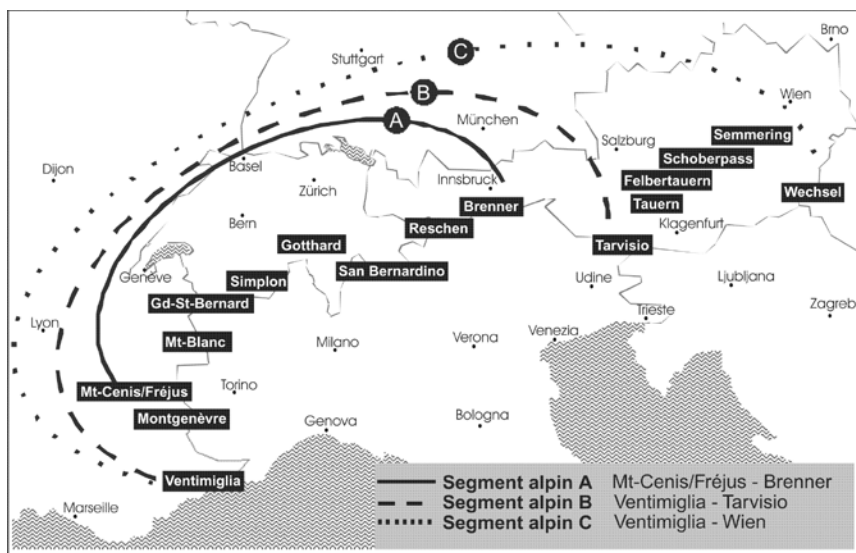 Brno
C
Stuttgart
B
Wien
A
München
Semmering
Salzburg
Schoberpass
Dijon
Basel
Felbertauern
Zürich
Innsbruck
Wechsel
Brenner
Tauern
Bern
Reschen
Klagenfurt
Gotthard
Tarvisio
San Bernardino
Genève
Simplon
Udine
Ljubljana
Gd-St-Bernard
Trieste
Zagreb
Lyon
Mt-Blanc
Milano
Verona
Venezia
Mt-Cenis/Fréjus
Torino
Montgenèvre
Genova
Bologna
Ventimiglia
Marseille
Segment alpin A Mt-Cenis/Fréjus - Brenner
Segment alpin B Ventimiglia - Tarvisio
Segment alpin C Ventimiglia - Wien